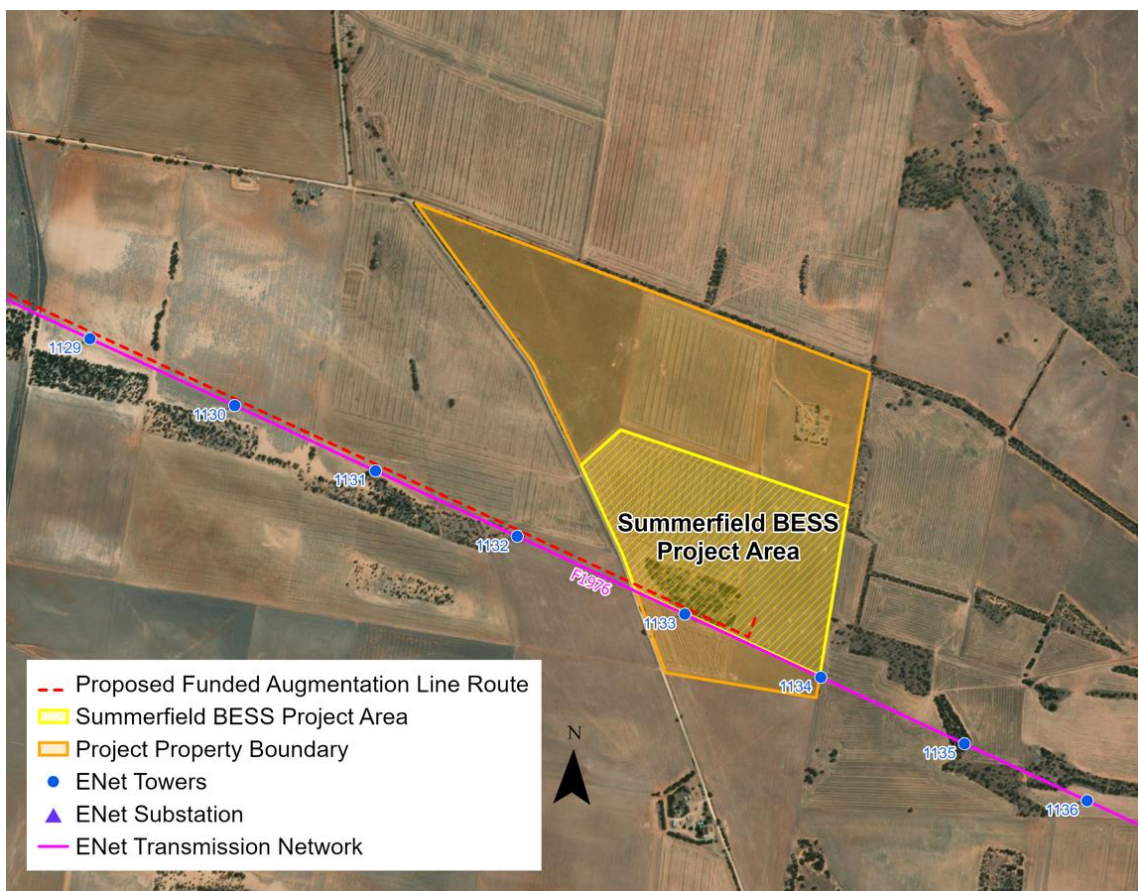 1129
1130
1131
1132
F1976
1133
1134
1135
1136
Summerfield BESS
Project Area
N
Proposed Funded Augmentation Line Route
Summerfield BESS Project Area
Project Property Boundary
ENet Towers
ENet Substation
ENet Transmission Network